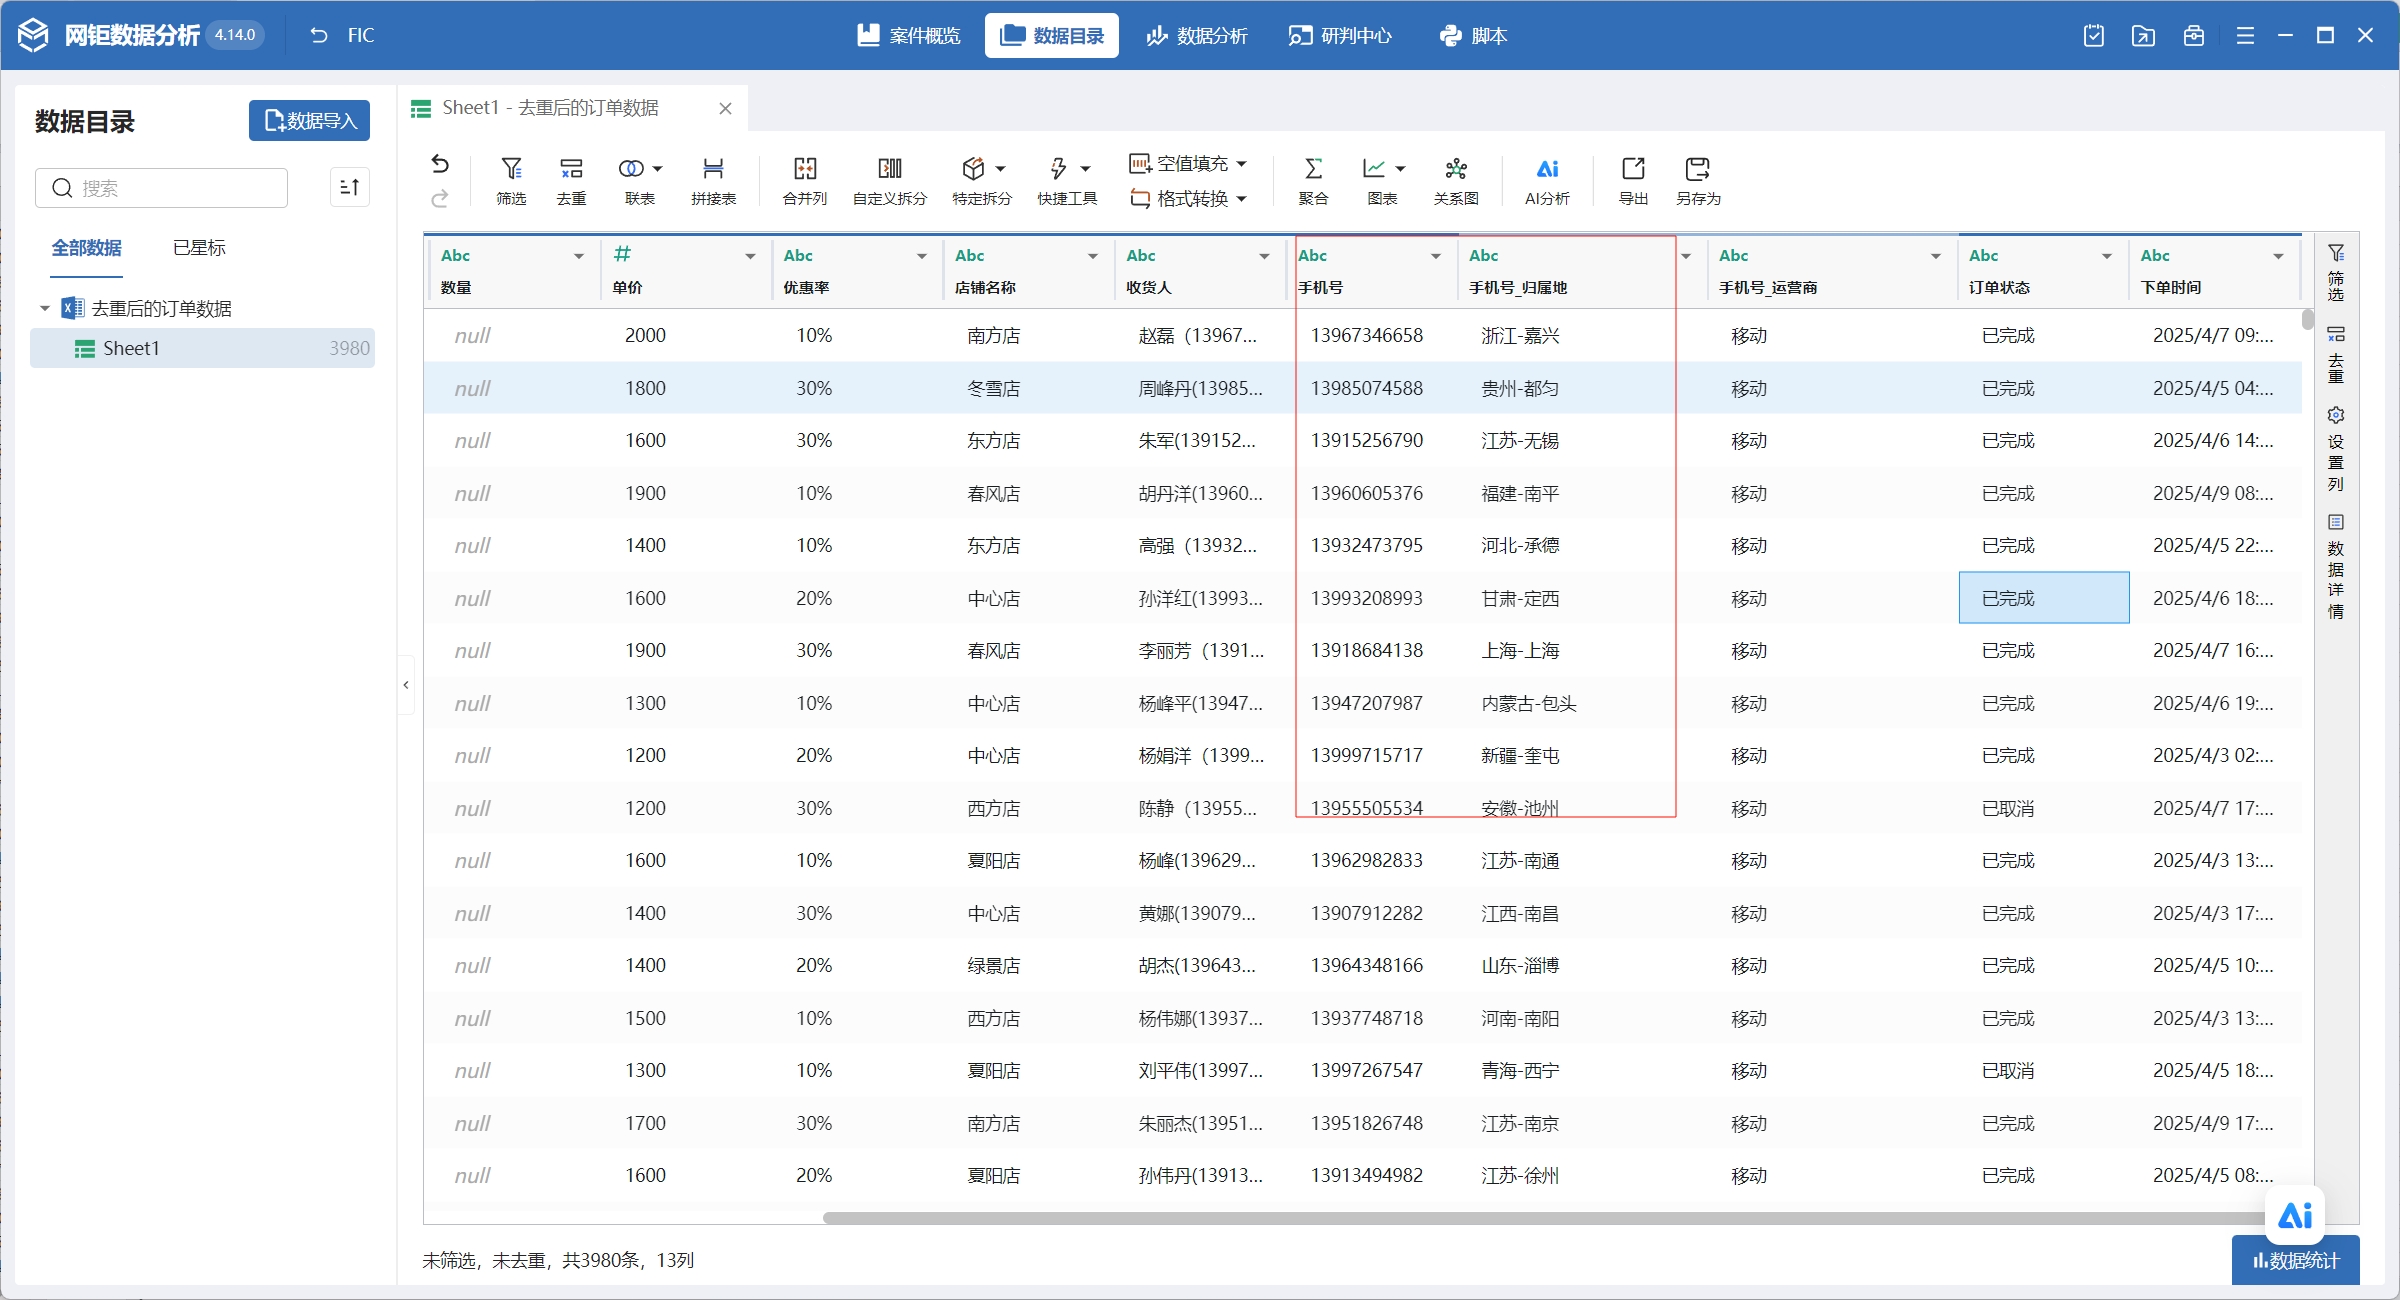 网钜数据分析 4.14.0 FIC 案件概览 数据目录 数据分析 研判中心 脚本
数据目录 数据导入
搜索
全部数据 已星标
去重后的订单数据
Sheet1 3980
Sheet1 - 去重后的订单数据
筛选 去重 联表 拼接表 合并列 自定义拆分 特定拆分 快捷工具 空值填充 格式转换 聚合 图表 关系图 AI分析 导出 另存为
Abc # Abc Abc Abc Abc Abc Abc Abc Abc
数量 单价 优惠率 店铺名称 收货人 手机号 手机号_归属地 手机号_运营商 订单状态 下单时间
null 2000 10% 南方店 赵磊（13967... 13967346658 浙江-嘉兴 移动 已完成 2025/4/7 09:...
null 1800 30% 冬雪店 周峰丹(13985... 13985074588 贵州-都匀 移动 已完成 2025/4/5 04:...
null 1600 30% 东方店 朱军(139152... 13915256790 江苏-无锡 移动 已完成 2025/4/6 14:...
null 1900 10% 春风店 胡丹洋(13960... 13960605376 福建-南平 移动 已完成 2025/4/9 08:...
null 1400 10% 东方店 高强（13932... 13932473795 河北-承德 移动 已完成 2025/4/5 22:...
null 1600 20% 中心店 孙洋红(13993... 13993208993 甘肃-定西 移动 已完成 2025/4/6 18:...
null 1900 30% 春风店 李丽芳（1391... 13918684138 上海-上海 移动 已完成 2025/4/7 16:...
null 1300 10% 中心店 杨峰平(13947... 13947207987 内蒙古-包头 移动 已完成 2025/4/6 19:...
null 1200 20% 中心店 杨娟洋（1399... 13999715717 新疆-奎屯 移动 已完成 2025/4/3 02:...
null 1200 30% 西方店 陈静（13955... 13955505534 安徽-池州 移动 已取消 2025/4/7 17:...
null 1600 10% 夏阳店 杨峰(139629... 13962982833 江苏-南通 移动 已完成 2025/4/3 13:...
null 1400 30% 中心店 黄娜(139079... 13907912282 江西-南昌 移动 已完成 2025/4/3 17:...
null 1400 20% 绿景店 胡杰(139643... 13964348166 山东-淄博 移动 已完成 2025/4/5 10:...
null 1500 10% 西方店 杨伟娜(13937... 13937748718 河南-南阳 移动 已完成 2025/4/3 13:...
null 1300 10% 夏阳店 刘平伟(13997... 13997267547 青海-西宁 移动 已取消 2025/4/5 18:...
null 1700 30% 南方店 朱丽杰(13951... 13951826748 江苏-南京 移动 已完成 2025/4/9 17:...
null 1600 20% 夏阳店 孙伟丹(13913... 13913494982 江苏-徐州 移动 已完成 2025/4/5 08:...
筛选
去重
设置列
数据详情
Ai
未筛选，未去重，共3980条，13列
数据统计